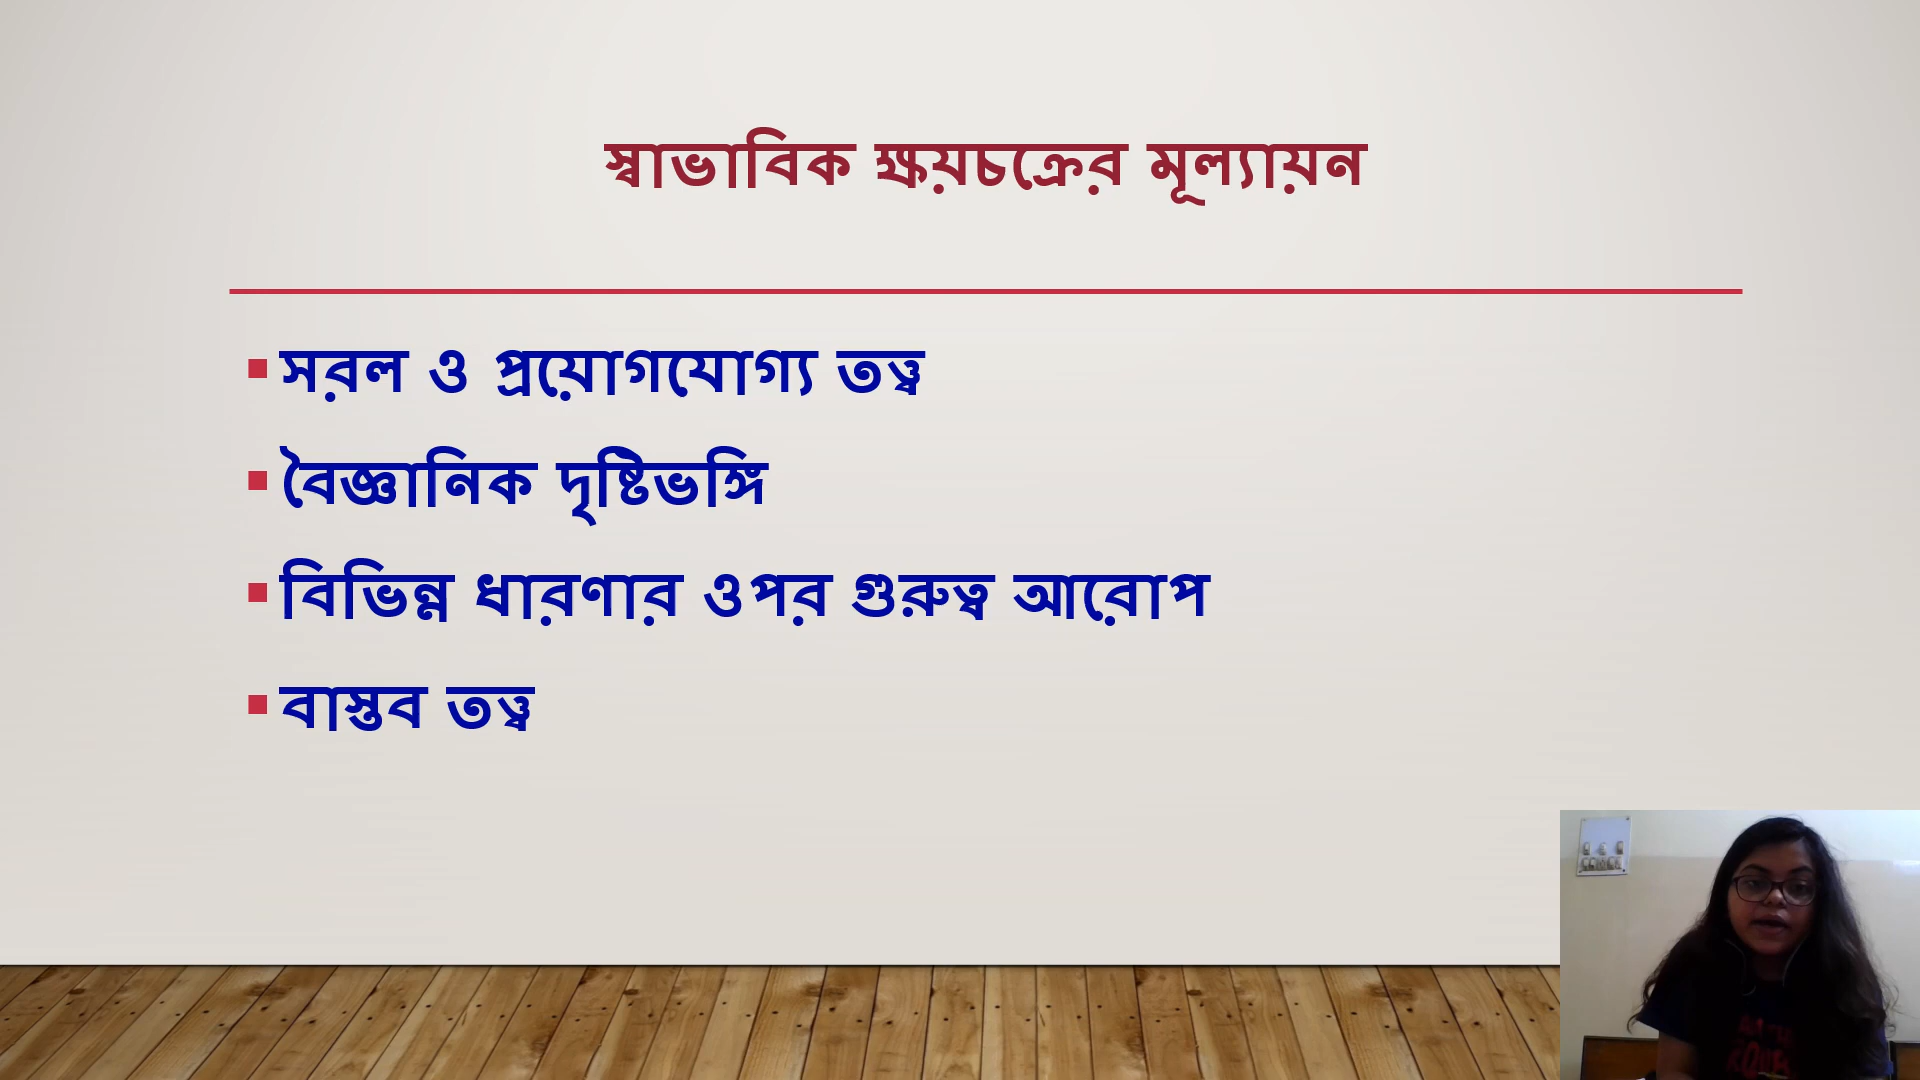 স্বাভাবিক ক্ষয়চক্রের মূল্যায়ন
সরল ও প্রয়োগযোগ্য তত্ত্ব
বৈজ্ঞানিক দৃষ্টিভঙ্গি
বিভিন্ন ধারণার ওপর গুরুত্ব আরোপ
বাস্তব তত্ত্ব